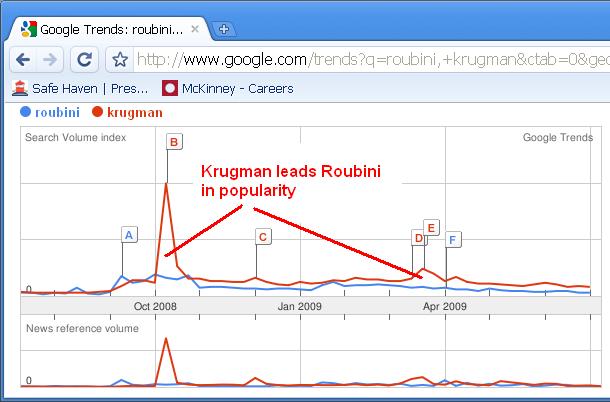 Google Trends: roubini...
http://www.google.com/trends?q=roubini,+krugman&ctab=0&geo
Safe Haven | Pres... McKinney - Careers
roubini krugman
Search Volume index Google Trends
B
Krugman leads Roubini
in popularity
A
C
D
E
F
0
Oct 2008 Jan 2009 Apr 2009
News reference volume
0